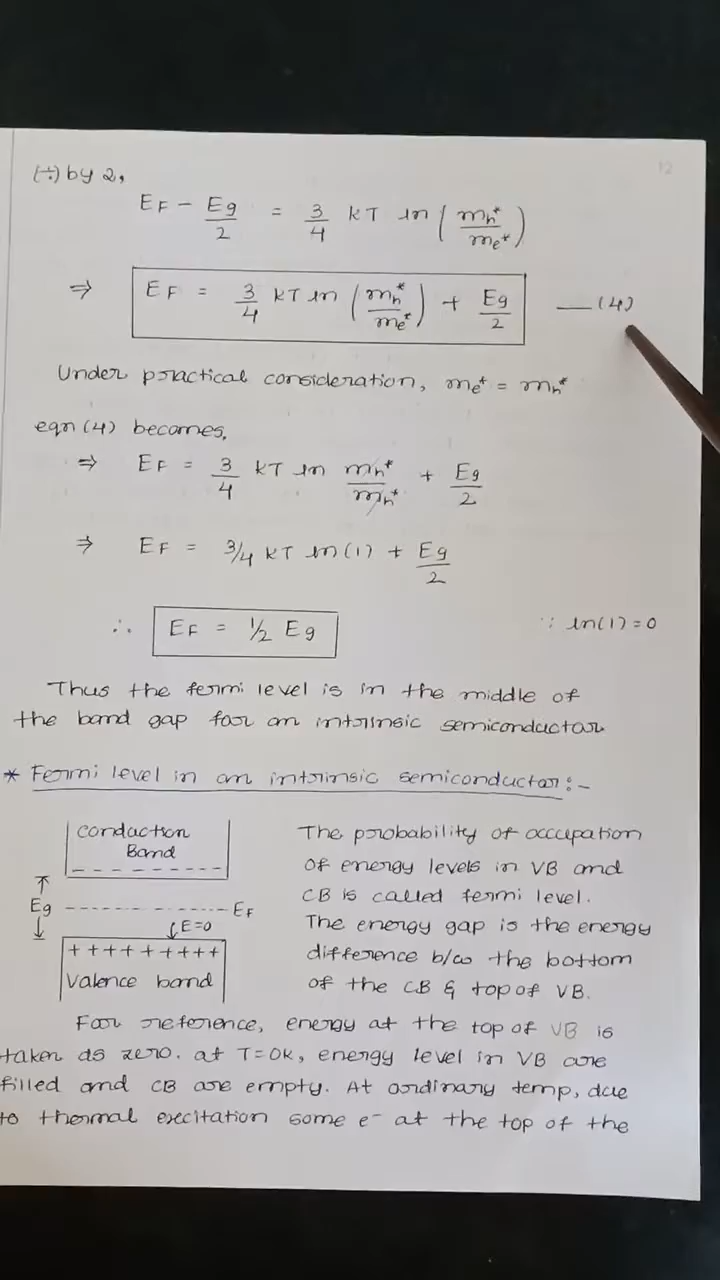 12
(÷) by 2,
EF - Eg/2 = 3/4 kT ln (mh*/me*)
⇒ EF = 3/4 kT ln (mh*/me*) + Eg/2 —(4)
Under practical consideration, me* = mh*
eqn (4) becomes,
⇒ EF = 3/4 kT ln mh*/mh* + Eg/2
⇒ EF = 3/4 kT ln(1) + Eg/2
∴ EF = 1/2 Eg ∵ ln(1)=0
Thus the fermi level is in the middle of
the band gap for an intrinsic semiconductor
* Fermi level in an intrinsic semiconductor:-
Conduction
Band
Eg
EF
E=0
+ + + + + + + + +
Valence band
The probability of occupation
of energy levels in VB and
CB is called fermi level.
The energy gap is the energy
difference b/w the bottom
of the CB & top of VB.
For reference, energy at the top of VB is
taken as zero. at T=0K, energy level in VB are
filled and CB are empty. At ordinary temp, due
to thermal excitation some e- at the top of the